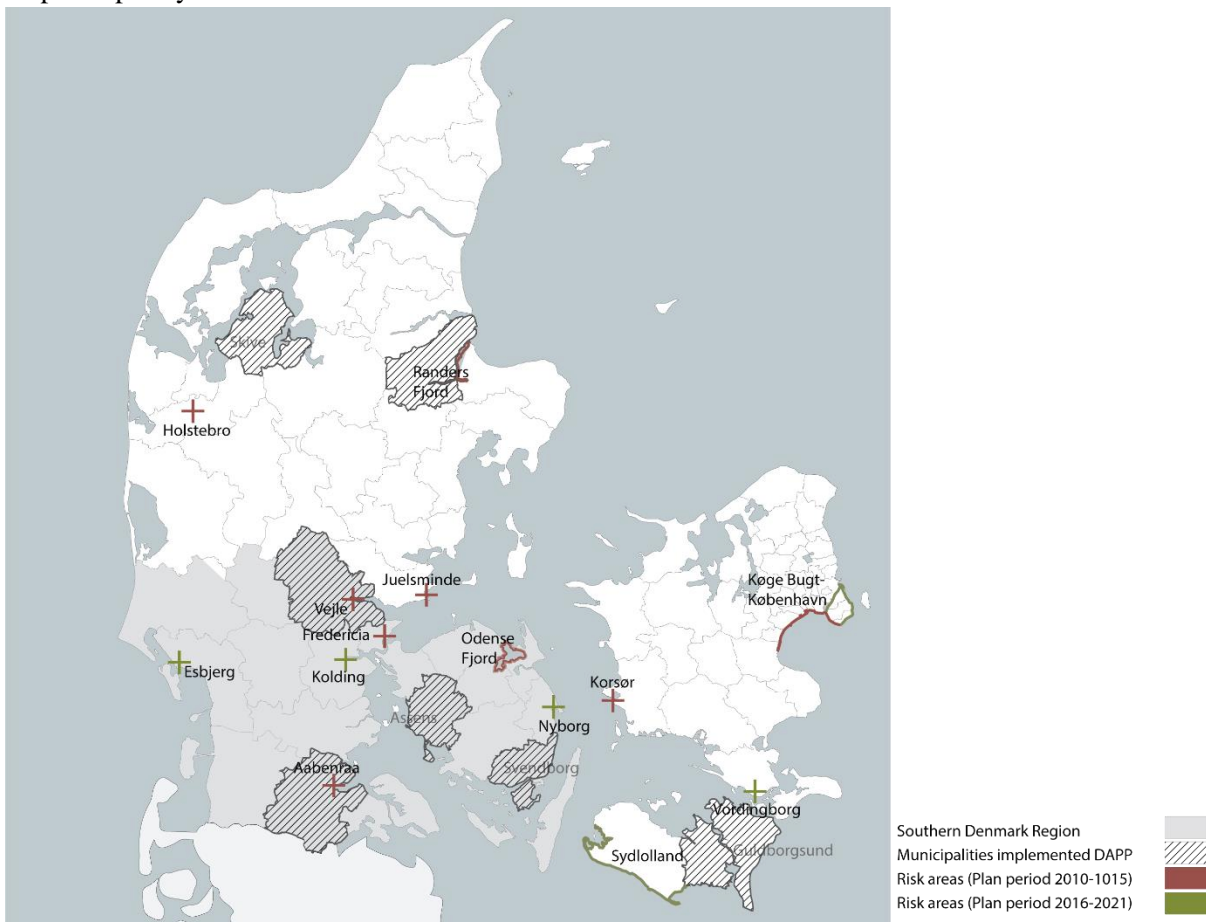 Skive
Randers
Fjord
Holstebro
Juelsminde
Køge Bugt-
København
Vejle
Fredericia
Odense
Fjord
Esbjerg
Kolding
Korsør
Assens
Nyborg
Svendborg
Aabenraa
Vordingborg
Sydlolland
Guldborgsund
Southern Denmark Region
Municipalities implemented DAPP
Risk areas (Plan period 2010-1015)
Risk areas (Plan period 2016-2021)